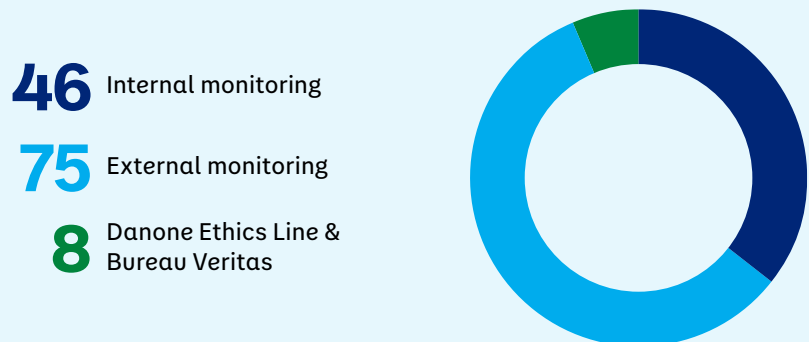 46 Internal monitoring
75 External monitoring
8 Danone Ethics Line &
Bureau Veritas